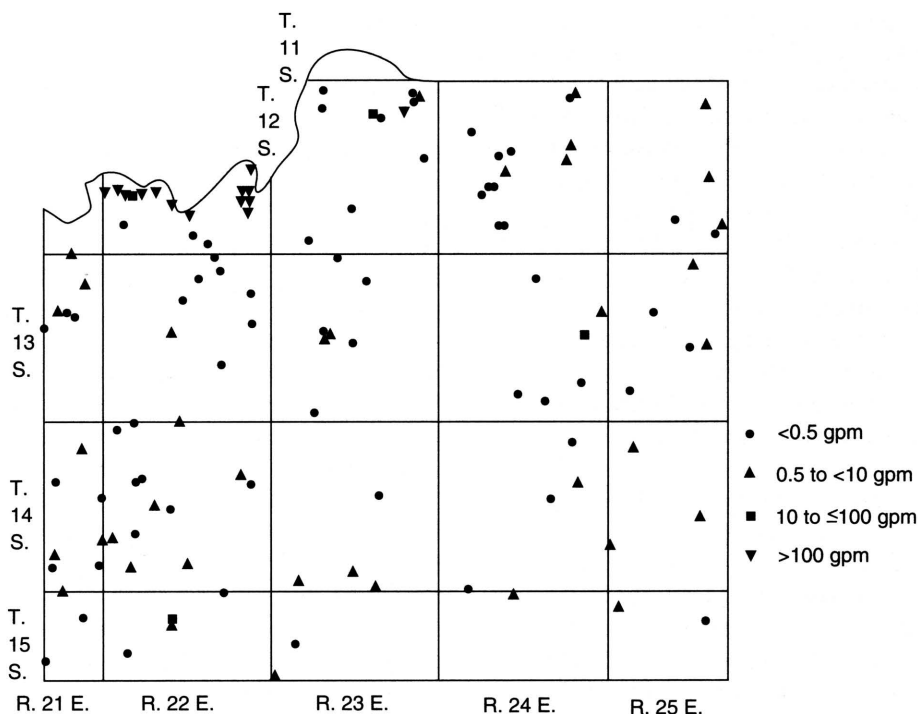 T.
11
S.
T.
12
S.
T.
13
S.
T.
14
S.
T.
15
S.
<0.5 gpm
0.5 to <10 gpm
10 to ≤100 gpm
>100 gpm
R. 21 E. R. 22 E. R. 23 E. R. 24 E. R. 25 E.